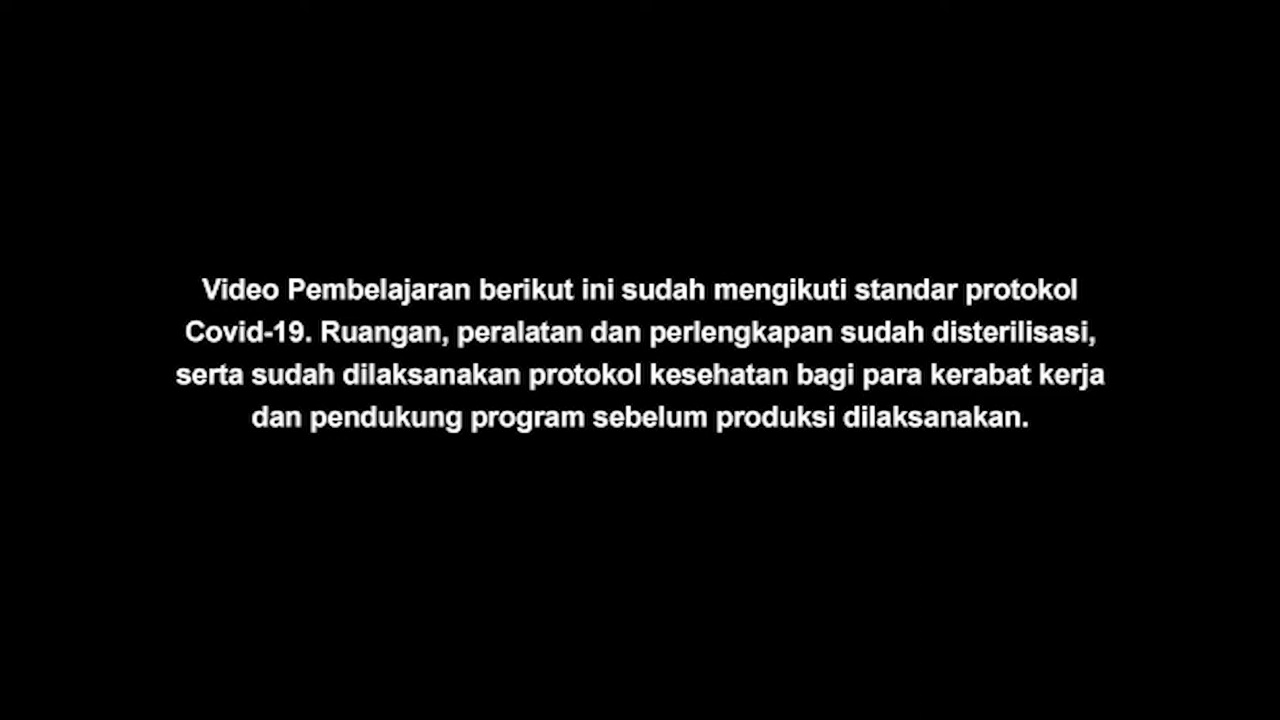 Video Pembelajaran berikut ini sudah mengikuti standar protokol
Covid-19. Ruangan, peralatan dan perlengkapan sudah disterilisasi,
serta sudah dilaksanakan protokol kesehatan bagi para kerabat kerja
dan pendukung program sebelum produksi dilaksanakan.